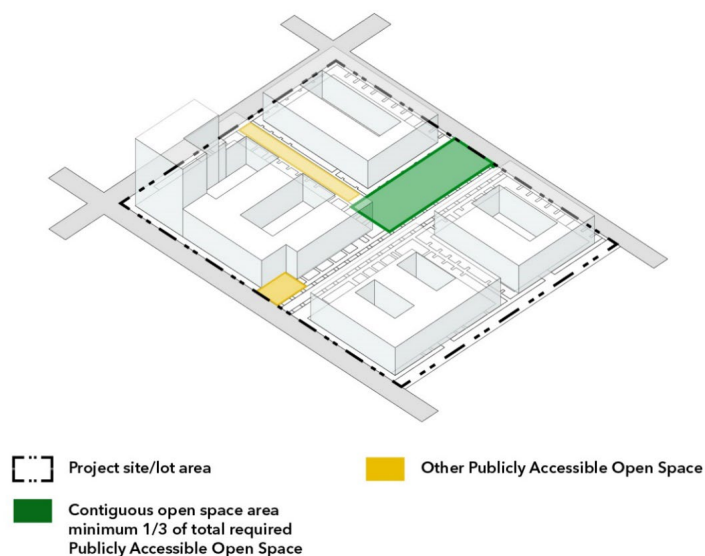 Project site/lot area
Other Publicly Accessible Open Space
Contiguous open space area
minimum 1/3 of total required
Publicly Accessible Open Space